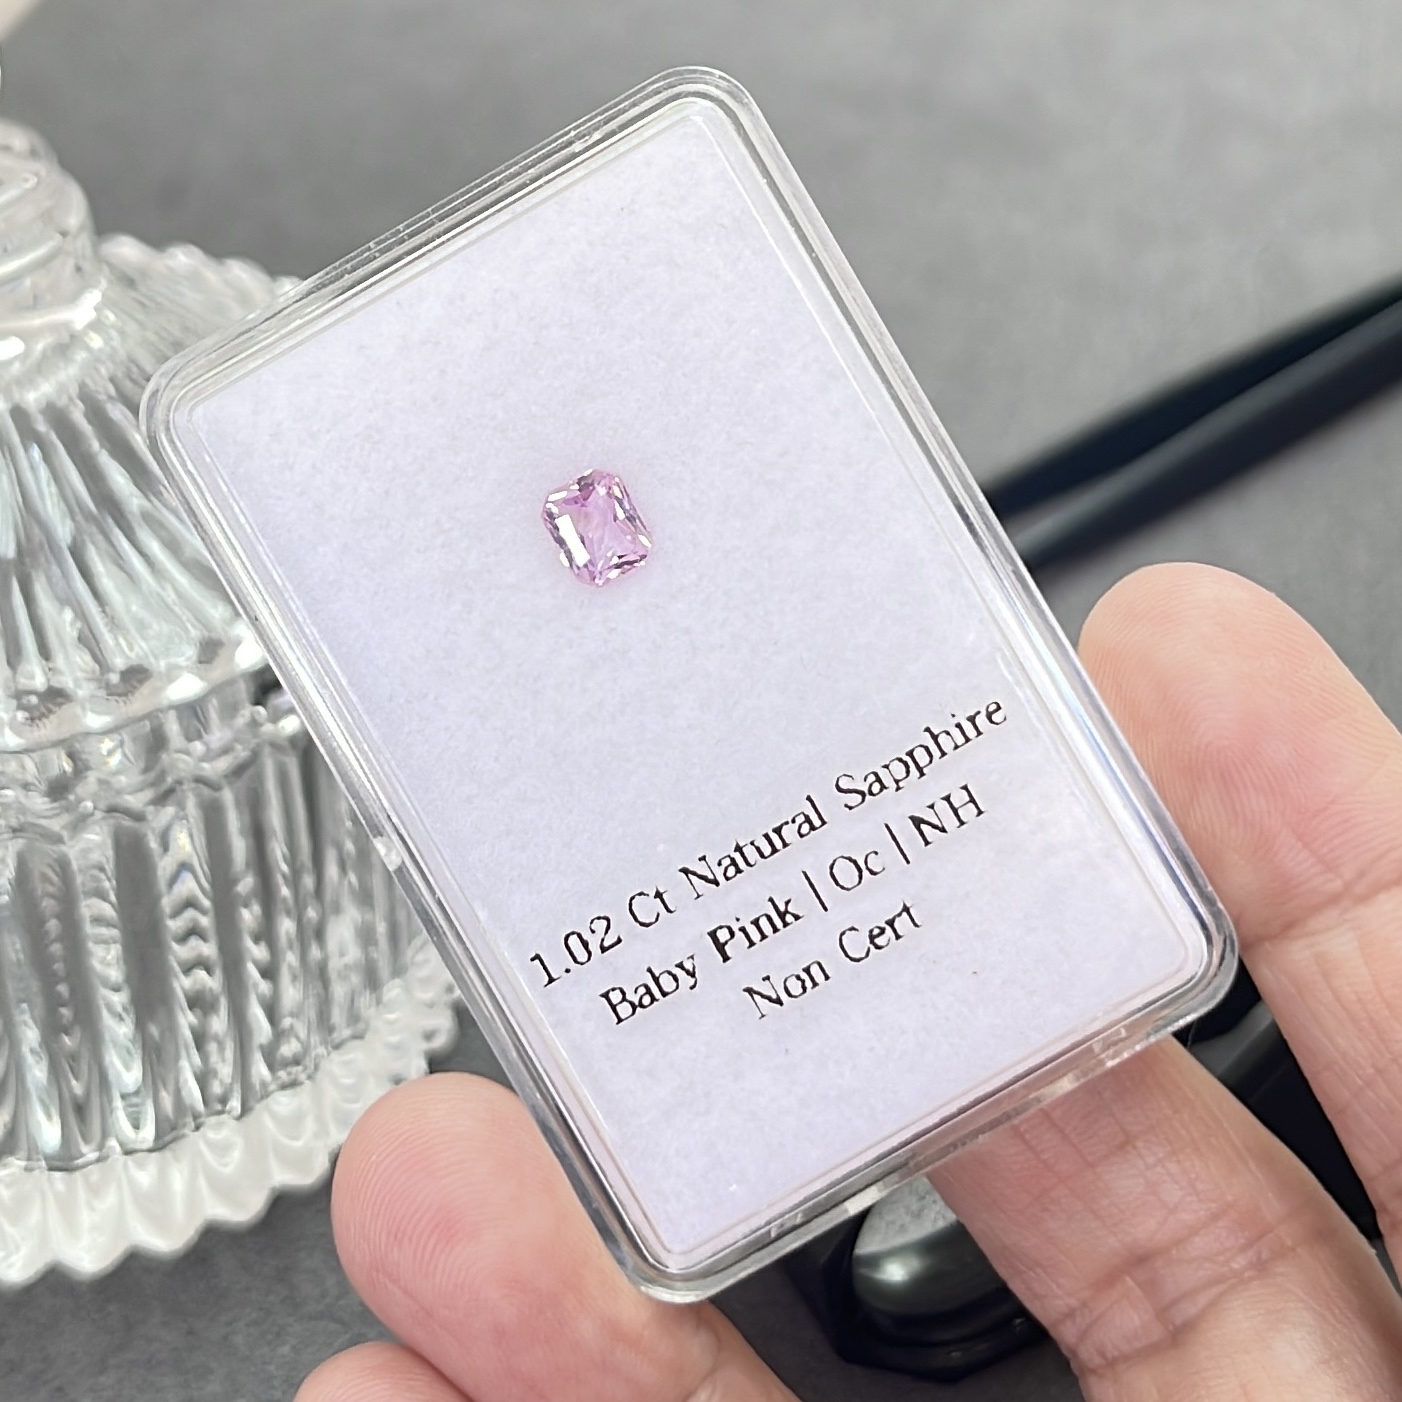 1.02 Ct Natural Sapphire
Baby Pink | Oc | NH
Non Cert